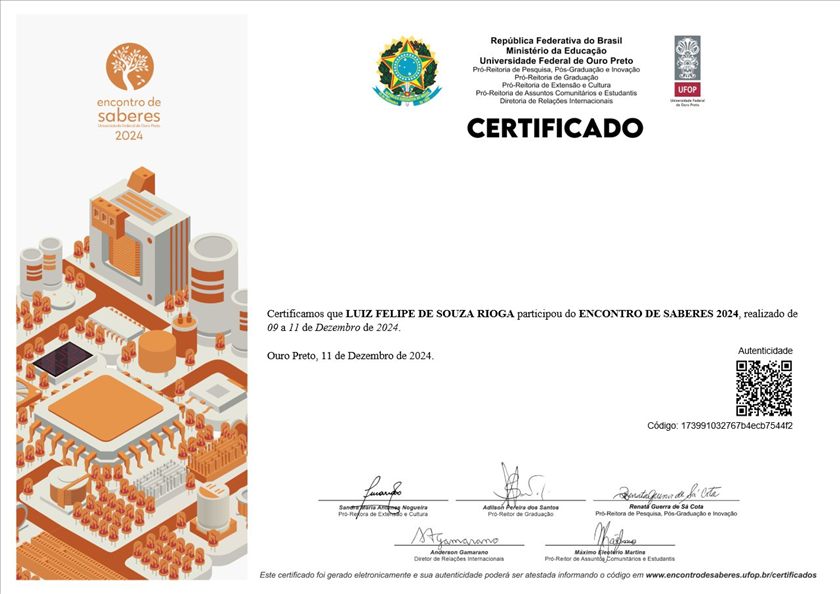 encontro de
saberes
Universidade Federal de Ouro Preto
2024
República Federativa do Brasil
Ministério da Educação
Universidade Federal de Ouro Preto
Pró-Reitoria de Pesquisa, Pós-Graduação e Inovação
Pró-Reitoria de Graduação
Pró-Reitoria de Extensão e Cultura
Pró-Reitoria de Assuntos Comunitários e Estudantis
Diretoria de Relações Internacionais
UFOP
Universidade Federal
de Ouro Preto
CERTIFICADO
Certificamos que LUIZ FELIPE DE SOUZA RIOGA participou do ENCONTRO DE SABERES 2024, realizado de
09 a 11 de Dezembro de 2024.
Ouro Preto, 11 de Dezembro de 2024.
Autenticidade
Código: 173991032767b4ecb7544f2
Sandra Maria Antunes Nogueira
Pró-Reitora de Extensão e Cultura
Adilson Pereira dos Santos
Pró-Reitor de Graduação
Renata Guerra de Sá Cota
Pró-Reitora de Pesquisa, Pós-Graduação e Inovação
Anderson Gamarano
Diretor de Relações Internacionais
Máximo Eleotério Martins
Pró-Reitor de Assuntos Comunitários e Estudantis
Este certificado foi gerado eletronicamente e sua autenticidade poderá ser atestada informando o código em www.encontrodesaberes.ufop.br/certificados